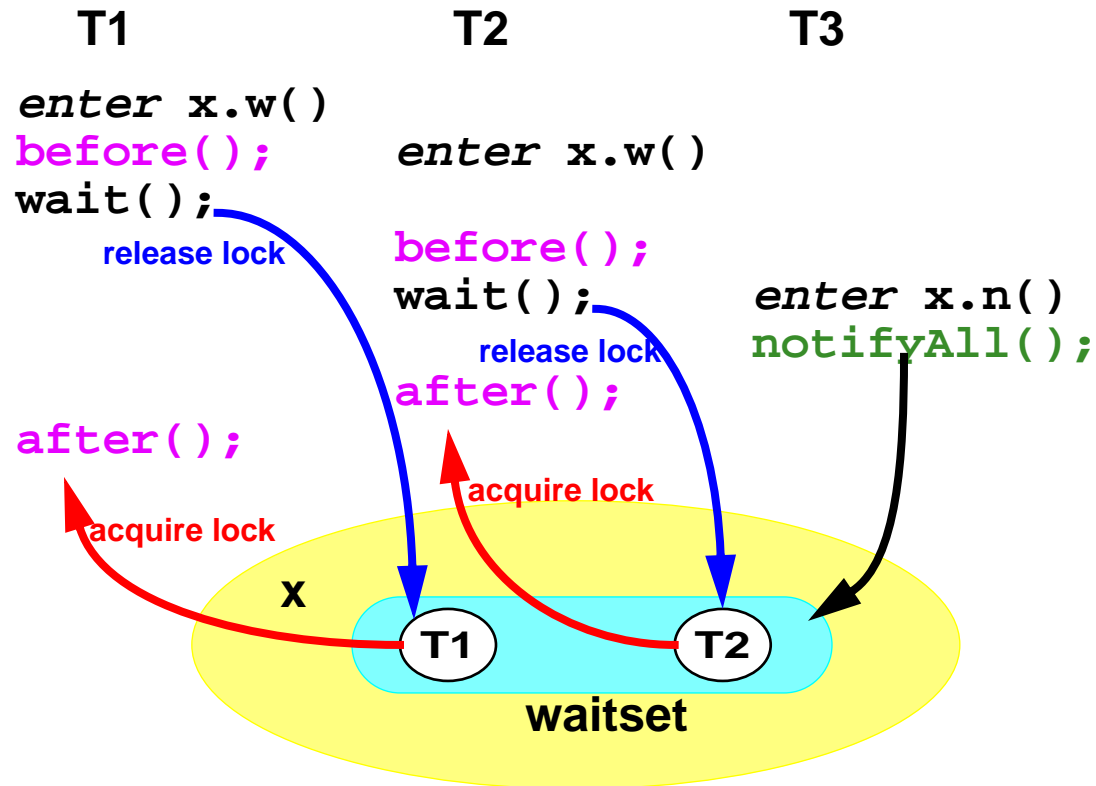 T1 T2 T3
enter x.w()
before(); enter x.w()
wait();
release lock before();
wait(); enter x.n()
release lock notifyAll();
after();
after();
acquire lock
acquire lock
x
T1 T2
waitset